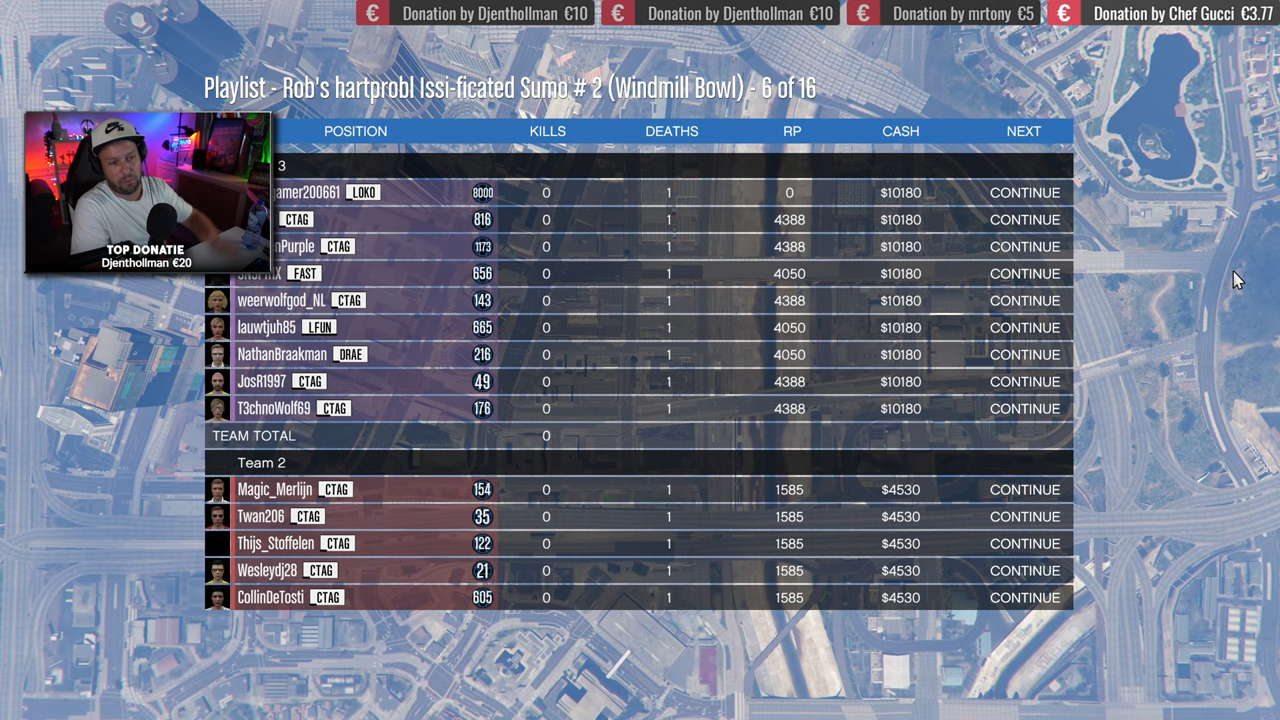 € Donation by Djenthollman €10 € Donation by Djenthollman €10 € Donation by mrtony €5 € Donation by Chef Gucci €3.77
Playlist - Rob's hartprobl Issi-ficated Sumo # 2 (Windmill Bowl) - 6 of 16
POSITION KILLS DEATHS RP CASH NEXT
3
amer200661 LOKO 8000 0 1 0 $10180 CONTINUE
CTAG 816 0 1 4388 $10180 CONTINUE
nPurple CTAG 1173 0 1 4388 $10180 CONTINUE
FAST 656 0 1 4050 $10180 CONTINUE
weerwolfgod_NL CTAG 143 0 1 4388 $10180 CONTINUE
lauwtjuh85 LFUN 665 0 1 4050 $10180 CONTINUE
NathanBraakman DRAE 216 0 1 4050 $10180 CONTINUE
JosR1997 CTAG 49 0 1 4388 $10180 CONTINUE
T3chnoWolf69 CTAG 176 0 1 4388 $10180 CONTINUE
TEAM TOTAL 0
Team 2
Magic_Merlijn CTAG 154 0 1 1585 $4530 CONTINUE
Twan206 CTAG 35 0 1 1585 $4530 CONTINUE
Thijs_Stoffelen CTAG 122 0 1 1585 $4530 CONTINUE
Wesleydj28 CTAG 21 0 1 1585 $4530 CONTINUE
CollinDeTosti CTAG 605 0 1 1585 $4530 CONTINUE
TOP DONATIE
Djenthollman €20